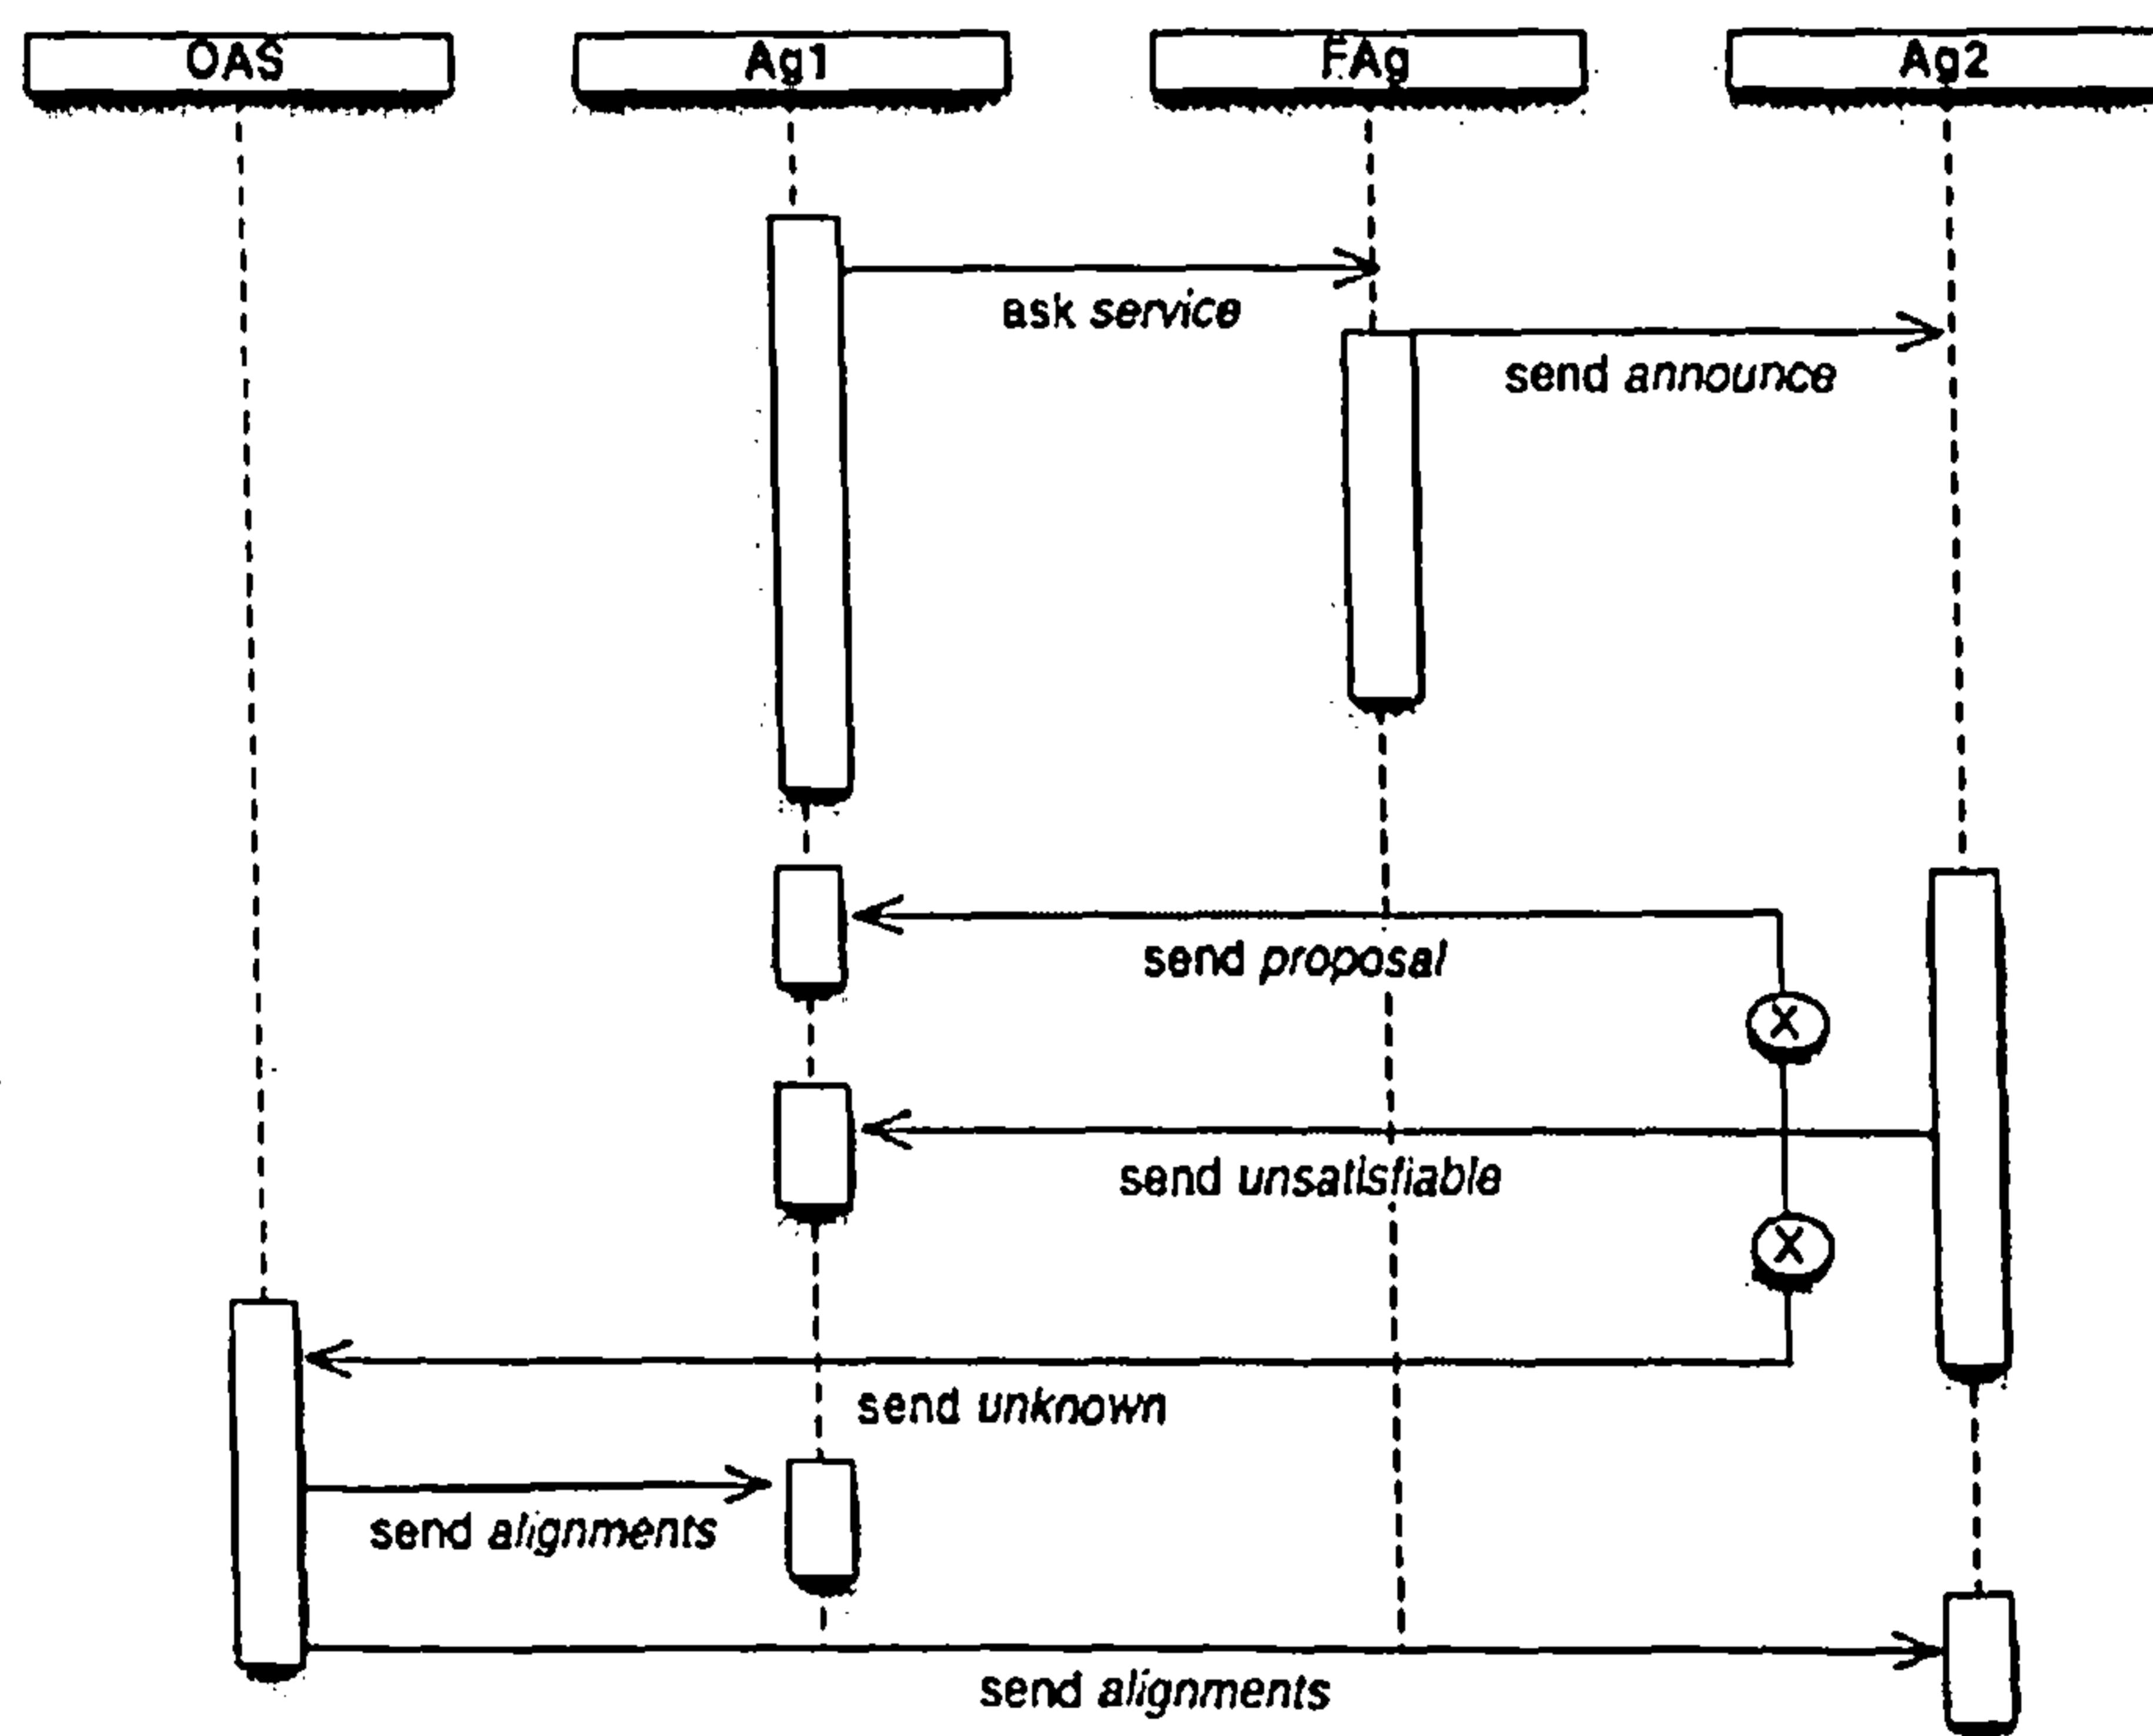 OAS
Ag1
FAg
Ag2
ask service
send announce
send proposal
X
send unsatisfiable
X
send unknown
send alignments
send alignments